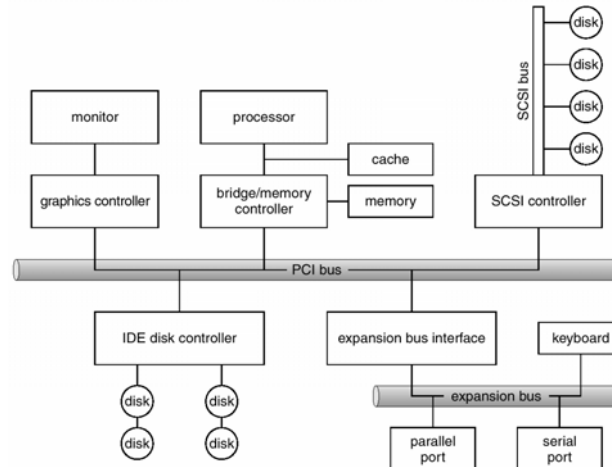 disk
disk
SCSI bus
disk
disk
monitor
processor
cache
graphics controller
bridge/memory
controller
memory
SCSI controller
PCI bus
IDE disk controller
expansion bus interface
keyboard
disk
disk
expansion bus
disk
disk
parallel
port
serial
port